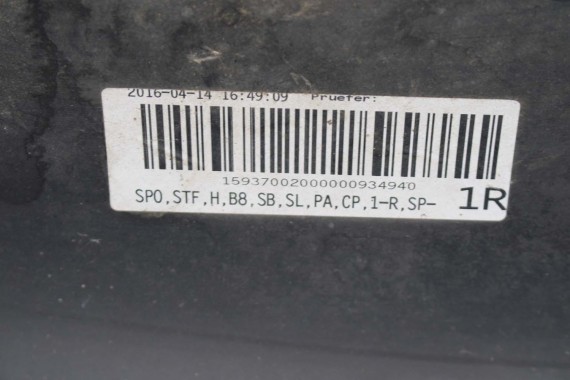 2016-04-14 16:49:09 Pruefer:
15937002000000934940
SPO,STF,H,B8,SB,SL,PA,CP,1-R,SP- 1R